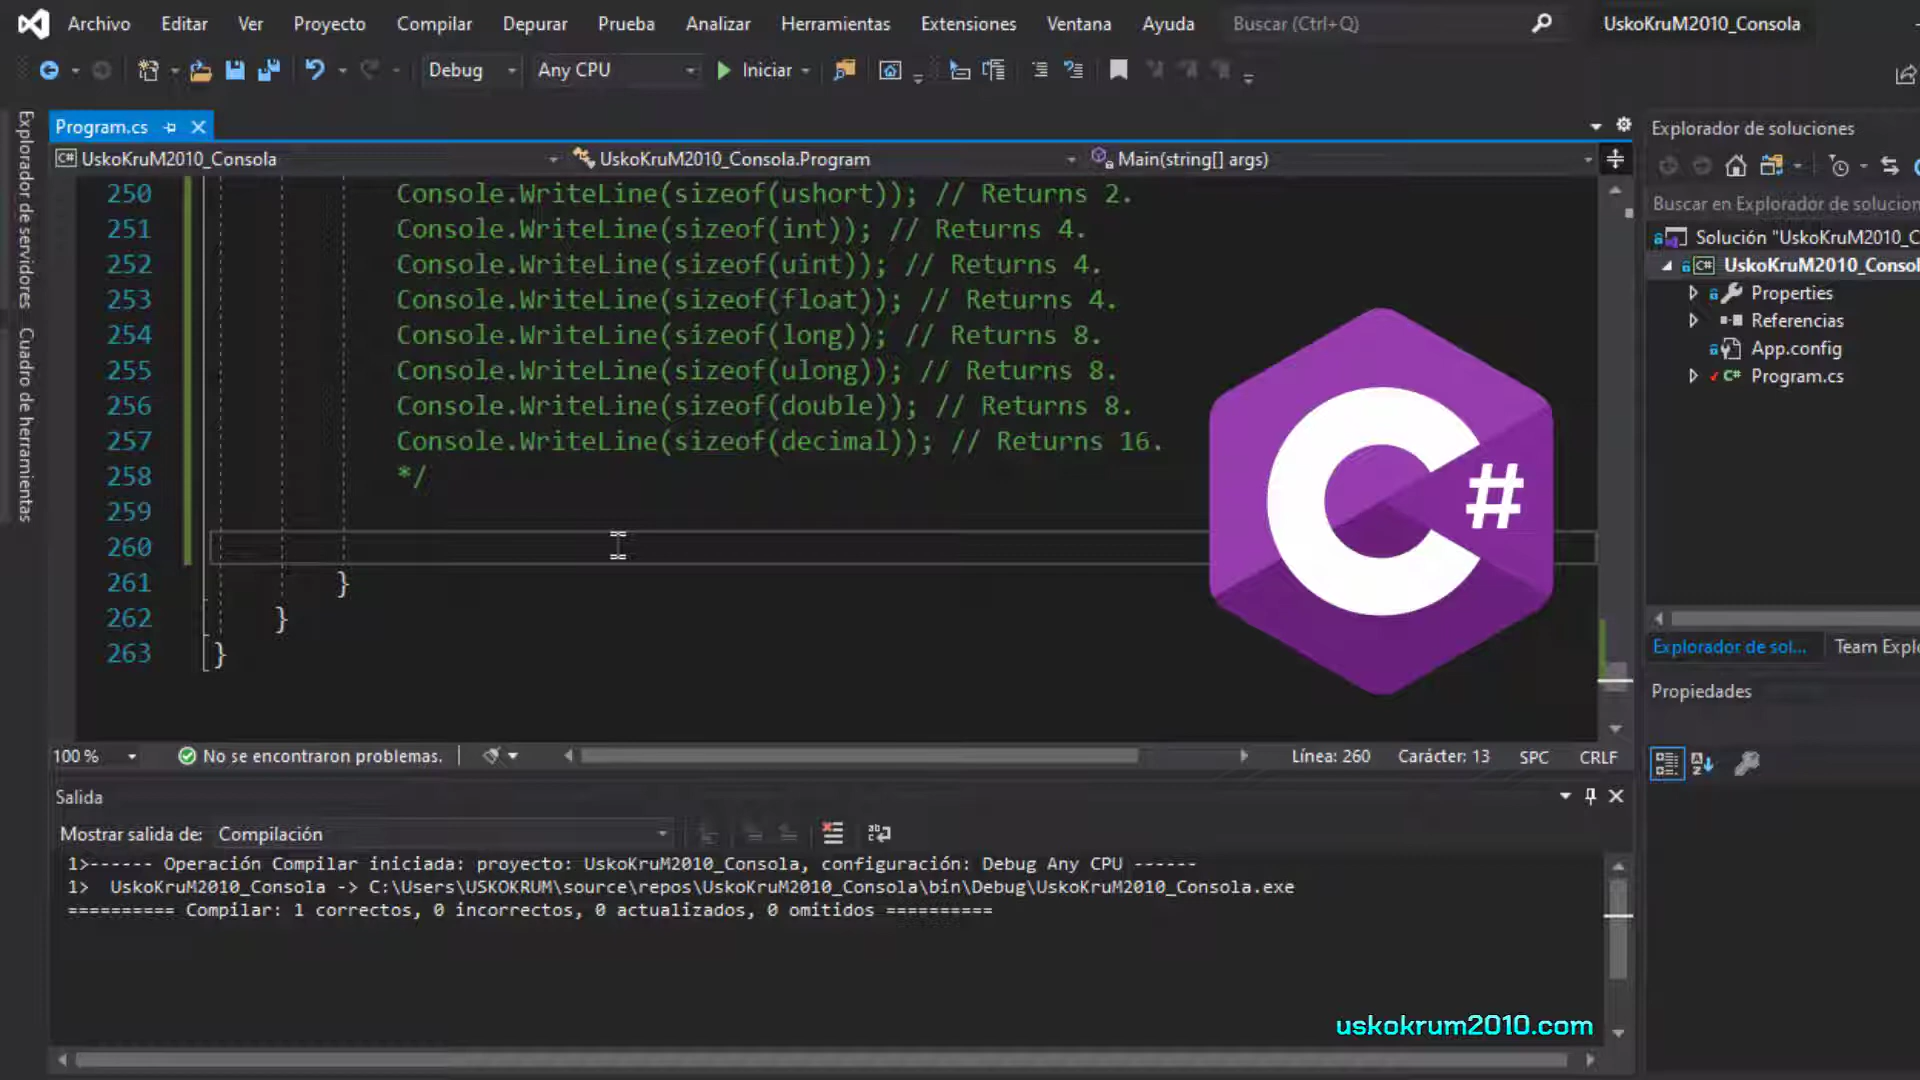 Archivo Editar Ver Proyecto Compilar Depurar Prueba Analizar Herramientas Extensiones Ventana Ayuda Buscar (Ctrl+Q) UskoKruM2010_Consola
Debug Any CPU Iniciar
Explorador de servidores
Cuadro de herramientas
Program.cs
UskoKruM2010_Consola UskoKruM2010_Consola.Program Main(string[] args)
250 Console.WriteLine(sizeof(ushort)); // Returns 2.
251 Console.WriteLine(sizeof(int)); // Returns 4.
252 Console.WriteLine(sizeof(uint)); // Returns 4.
253 Console.WriteLine(sizeof(float)); // Returns 4.
254 Console.WriteLine(sizeof(long)); // Returns 8.
255 Console.WriteLine(sizeof(ulong)); // Returns 8.
256 Console.WriteLine(sizeof(double)); // Returns 8.
257 Console.WriteLine(sizeof(decimal)); // Returns 16.
258 */
259
260
261 }
262 }
263 }
C#
100 % No se encontraron problemas. Línea: 260 Carácter: 13 SPC CRLF
Salida
Mostrar salida de: Compilación
1>------ Operación Compilar iniciada: proyecto: UskoKruM2010_Consola, configuración: Debug Any CPU ------
1> UskoKruM2010_Consola -> C:\Users\USKOKRUM\source\repos\UskoKruM2010_Consola\bin\Debug\UskoKruM2010_Consola.exe
========== Compilar: 1 correctos, 0 incorrectos, 0 actualizados, 0 omitidos ==========
uskokrum2010.com
Explorador de soluciones
Buscar en Explorador de solucion
Solución "UskoKruM2010_C
UskoKruM2010_Consol
Properties
Referencias
App.config
Program.cs
Explorador de sol... Team Explo
Propiedades